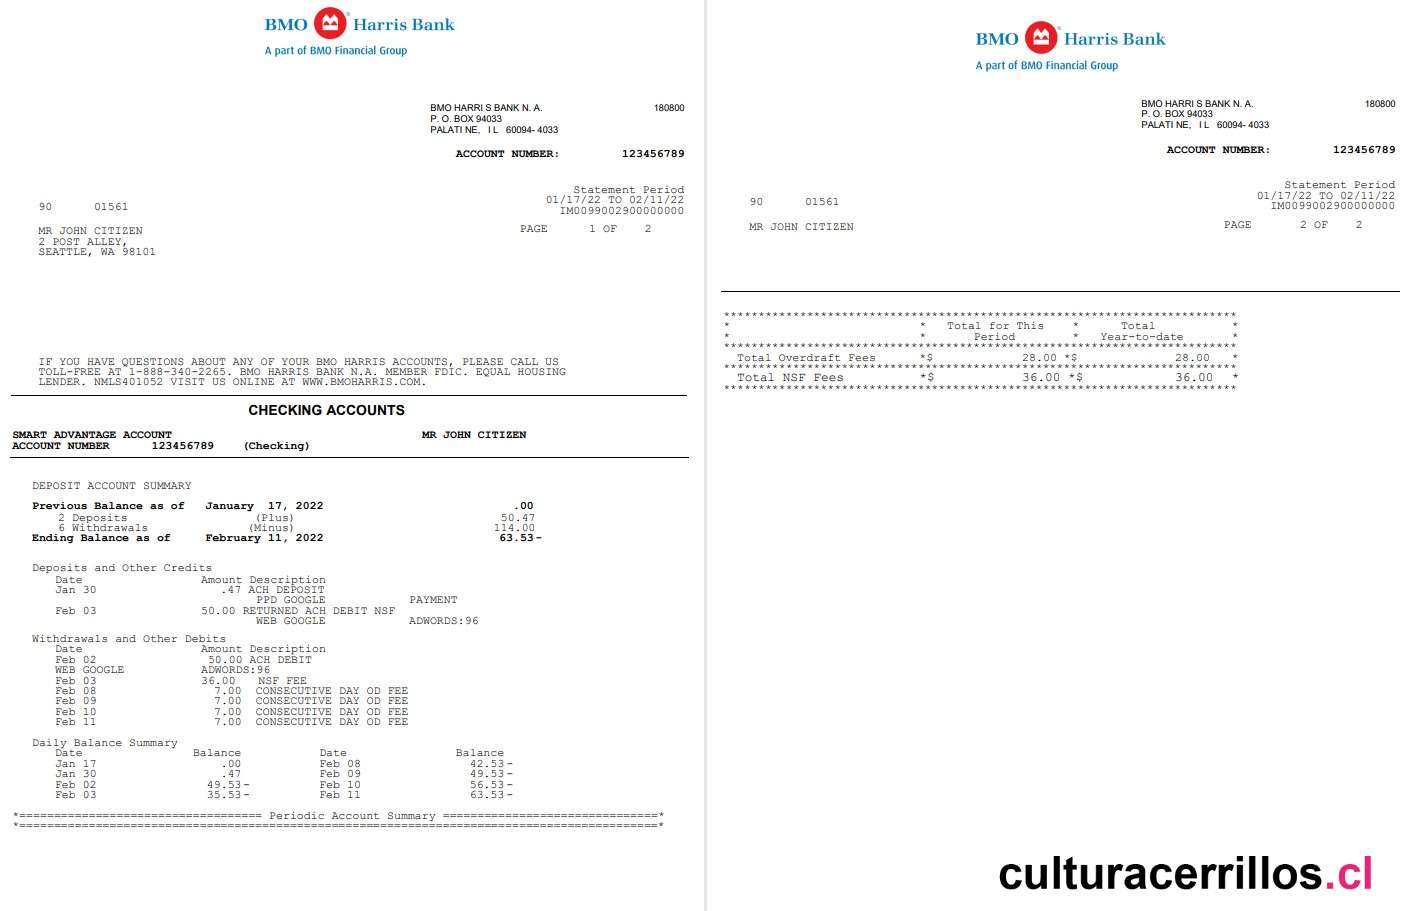 BMO Harris Bank
A part of BMO Financial Group
BMO HARRI S BANK N. A. 180800
P. O. BOX 94033
PALATI NE, I L 60094- 4033
ACCOUNT NUMBER: 123456789
Statement Period
01/17/22 TO 02/11/22
90 01561 IM0099002900000000
MR JOHN CITIZEN PAGE 1 OF 2
2 POST ALLEY,
SEATTLE, WA 98101
IF YOU HAVE QUESTIONS ABOUT ANY OF YOUR BMO HARRIS ACCOUNTS, PLEASE CALL US
TOLL-FREE AT 1-888-340-2265. BMO HARRIS BANK N.A. MEMBER FDIC. EQUAL HOUSING
LENDER. NMLS401052 VISIT US ONLINE AT WWW.BMOHARRIS.COM.
CHECKING ACCOUNTS
SMART ADVANTAGE ACCOUNT MR JOHN CITIZEN
ACCOUNT NUMBER 123456789 (Checking)
DEPOSIT ACCOUNT SUMMARY
Previous Balance as of January 17, 2022 .00
2 Deposits (Plus) 50.47
6 Withdrawals (Minus) 114.00
Ending Balance as of February 11, 2022 63.53-
Deposits and Other Credits
Date Amount Description
Jan 30 .47 ACH DEPOSIT
PPD GOOGLE PAYMENT
Feb 03 50.00 RETURNED ACH DEBIT NSF
WEB GOOGLE ADWORDS:96
Withdrawals and Other Debits
Date Amount Description
Feb 02 50.00 ACH DEBIT
WEB GOOGLE ADWORDS:96
Feb 03 36.00 NSF FEE
Feb 08 7.00 CONSECUTIVE DAY OD FEE
Feb 09 7.00 CONSECUTIVE DAY OD FEE
Feb 10 7.00 CONSECUTIVE DAY OD FEE
Feb 11 7.00 CONSECUTIVE DAY OD FEE
Daily Balance Summary
Date Balance Date Balance
Jan 17 .00 Feb 08 42.53-
Jan 30 .47 Feb 09 49.53-
Feb 02 49.53- Feb 10 56.53-
Feb 03 35.53- Feb 11 63.53-
*=================================== Periodic Account Summary ===============================*
*============================================================================================*
BMO Harris Bank
A part of BMO Financial Group
BMO HARRI S BANK N. A. 180800
P. O. BOX 94033
PALATI NE, I L 60094- 4033
ACCOUNT NUMBER: 123456789
Statement Period
01/17/22 TO 02/11/22
90 01561 IM0099002900000000
MR JOHN CITIZEN PAGE 2 OF 2
**************************************************************************
* * Total for This * Total *
* * Period * Year-to-date *
**************************************************************************
Total Overdraft Fees *$ 28.00 *$ 28.00 *
**************************************************************************
Total NSF Fees *$ 36.00 *$ 36.00 *
**************************************************************************
culturacerrillos.cl